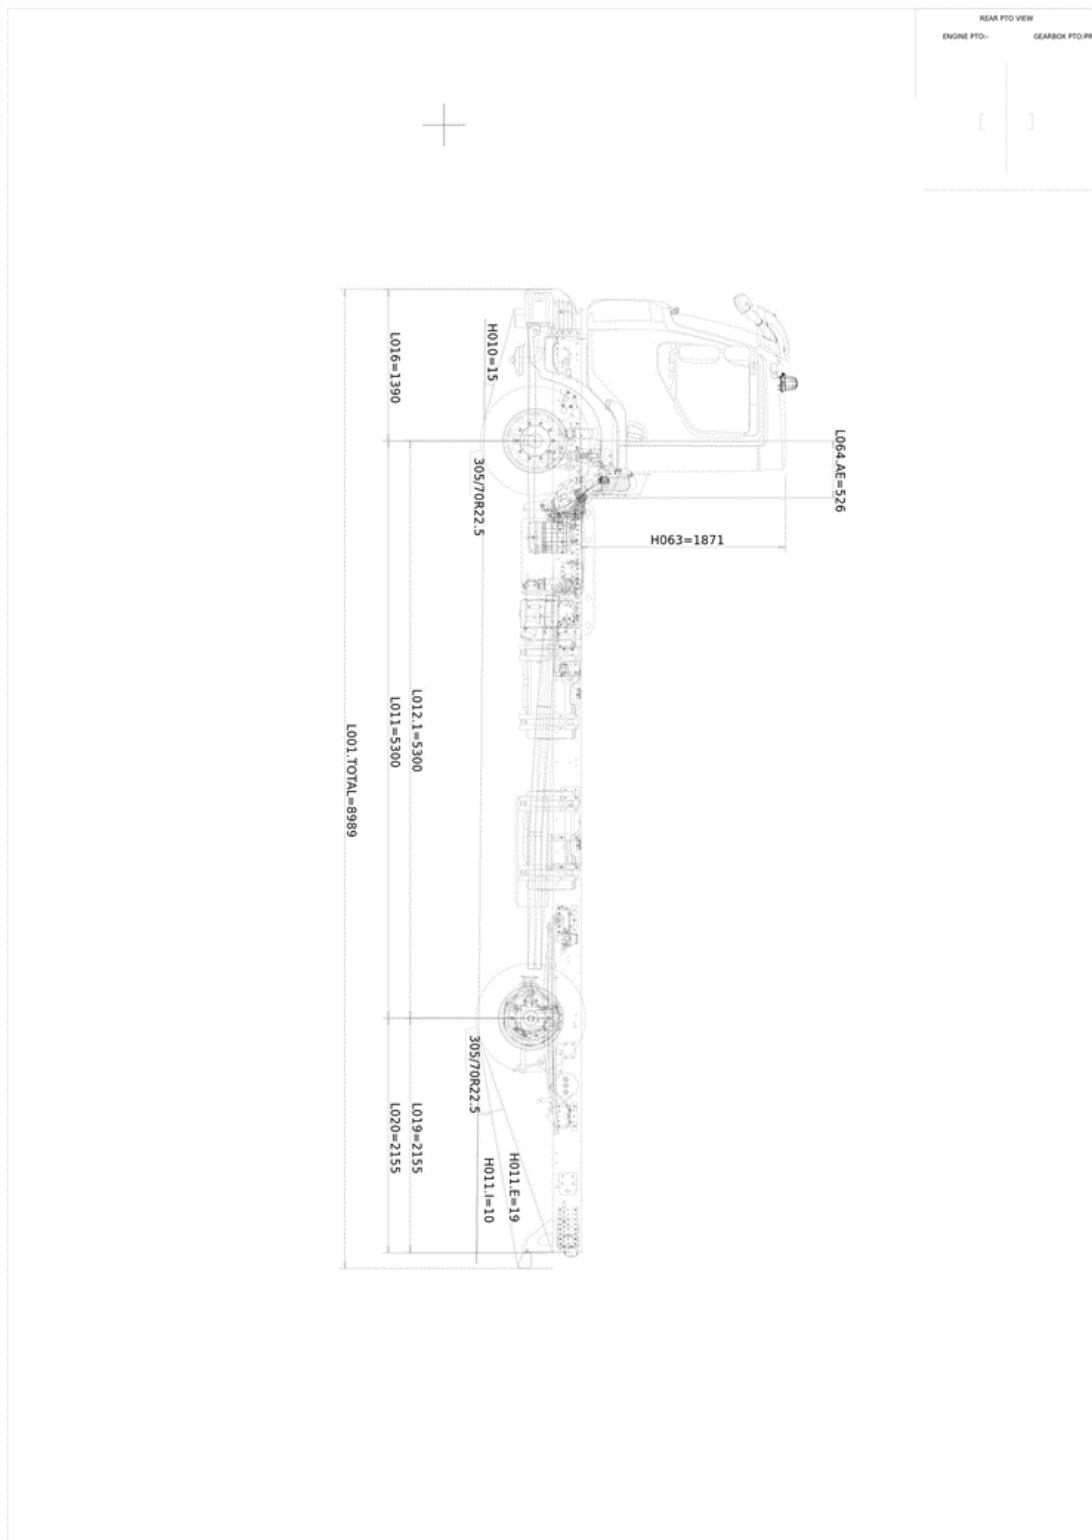 REAR PTO VIEW
ENGINE PTO:- GEARBOX PTO:PR
L016=1390
H010=15
L064.AE=526
305/70R22.5
H063=1871
L012.1=5300
L011=5300
L001.TOTAL=8989
305/70R22.5
L019=2155
L020=2155
H011.E=19
H011.I=10